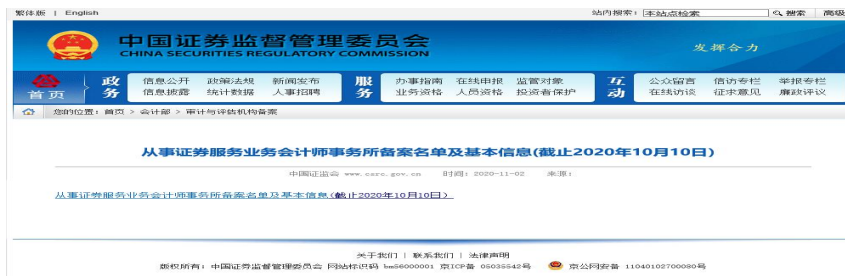 繁体版 | English 站内搜索: 本站点检索 搜索 高级
中国证券监督管理委员会
CHINA SECURITIES REGULATORY COMMISSION
发挥合力
首页
政务
信息公开 政策法规 新闻发布
信息披露 统计数据 人事招聘
服务
办事指南 在线申报 监管对象
业务资格 人员资格 投资者保护
互动
公众留言 信访专栏 举报专栏
在线访谈 征求意见 廉政评议
您的位置: 首页 > 会计部 > 审计与评估机构备案
从事证券服务业务会计师事务所备案名单及基本信息(截止2020年10月10日)
中国证监会 www.csrc.gov.cn 时间: 2020-11-02 来源:
从事证券服务业务会计师事务所备案名单及基本信息(截止2020年10月10日)
关于我们 | 联系我们 | 法律声明
版权所有: 中国证券监督管理委员会 网站标识码 bm56000001 京ICP备 05035542号 京公网安备 11040102700080号